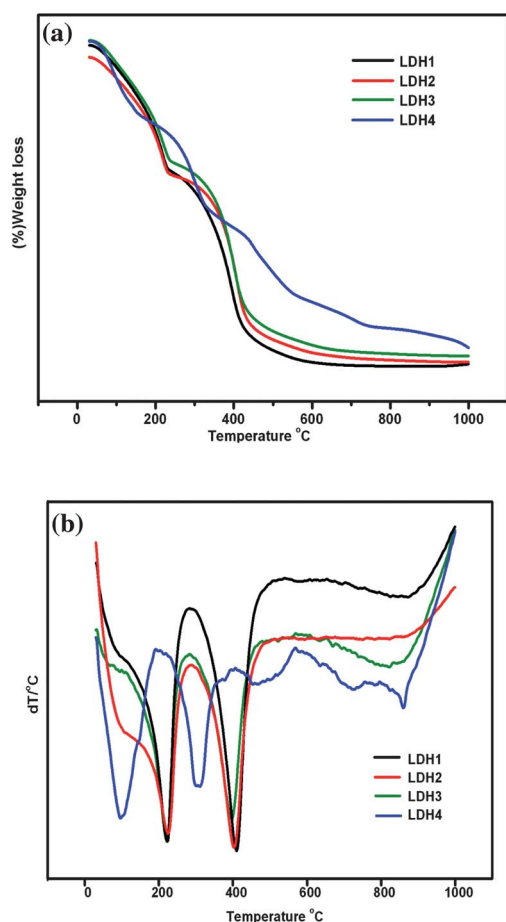 (a)
LDH1
LDH2
LDH3
LDH4
(%)Weight loss
0 200 400 600 800 1000
Temperature °C
(b)
dT/°C
LDH1
LDH2
LDH3
LDH4
0 200 400 600 800 1000
Temperature °C